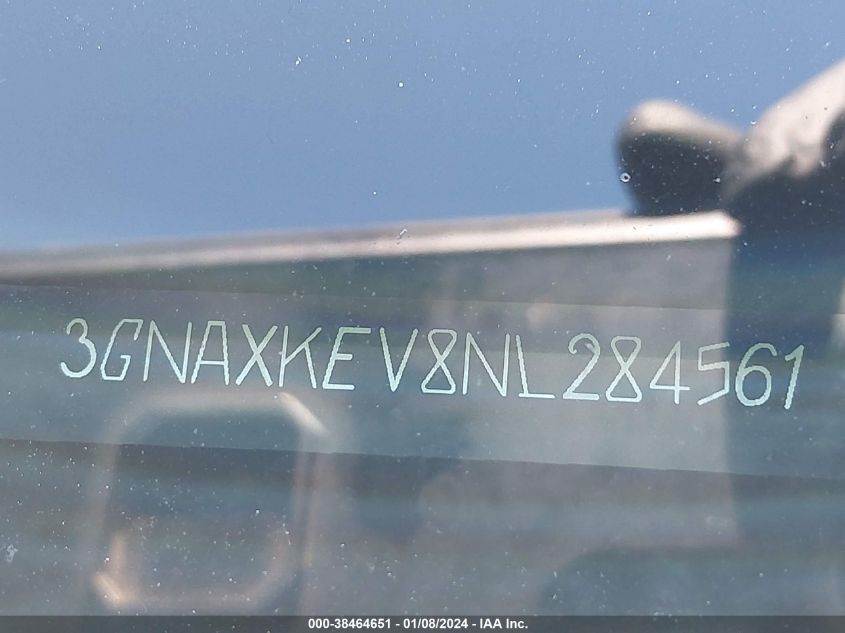 3GNAXKEV8NL284561
000-38464651 - 01/08/2024 - IAA Inc.